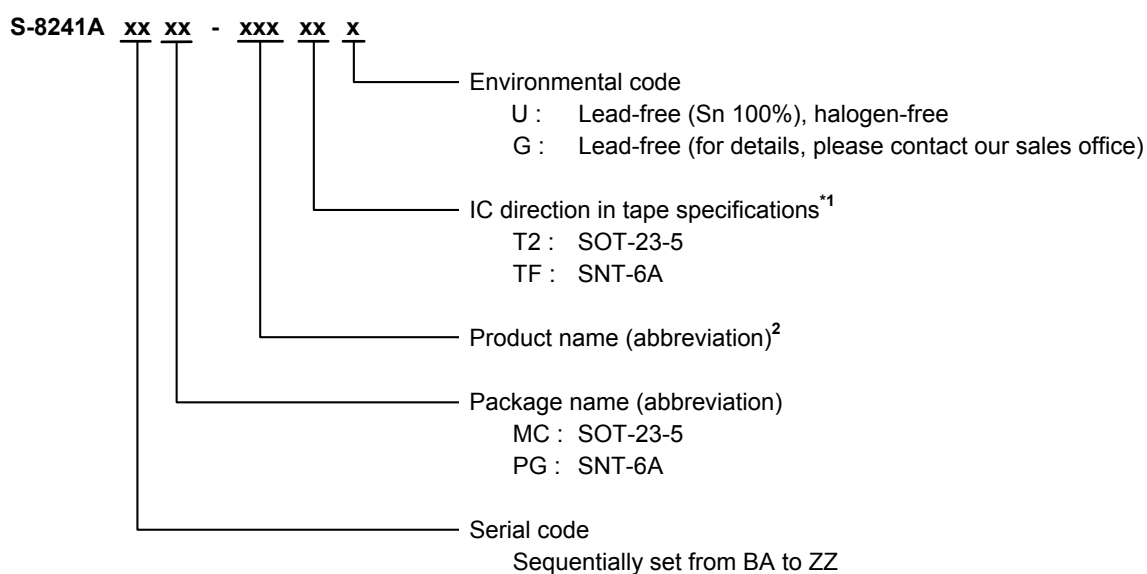 S-8241A xx xx - xxx xx x
Environmental code
U : Lead-free (Sn 100%), halogen-free
G : Lead-free (for details, please contact our sales office)
IC direction in tape specifications*1
T2 : SOT-23-5
TF : SNT-6A
Product name (abbreviation)2
Package name (abbreviation)
MC : SOT-23-5
PG : SNT-6A
Serial code
Sequentially set from BA to ZZ